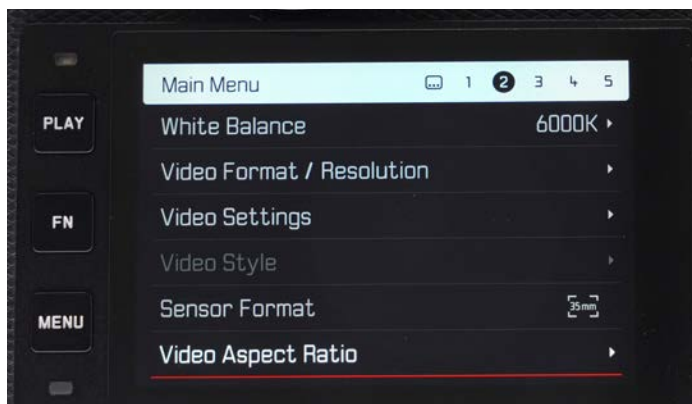 Main Menu 1 2 3 4 5
PLAY
White Balance 6000K
Video Format / Resolution
FN
Video Settings
Video Style
Sensor Format 35mm
MENU
Video Aspect Ratio